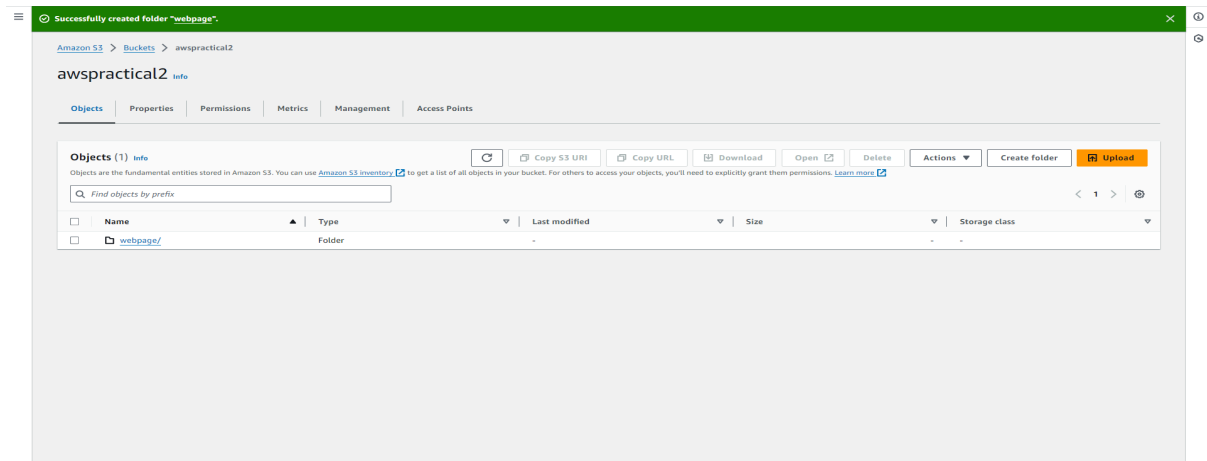 Successfully created folder "webpage".
Amazon S3 > Buckets > awspractical2
awspractical2 Info
Objects Properties Permissions Metrics Management Access Points
Objects (1) Info Copy S3 URI Copy URL Download Open Delete Actions Create folder Upload
Objects are the fundamental entities stored in Amazon S3. You can use Amazon S3 inventory to get a list of all objects in your bucket. For others to access your objects, you'll need to explicitly grant them permissions. Learn more
Find objects by prefix < 1 >
Name Type Last modified Size Storage class
webpage/ Folder - - -